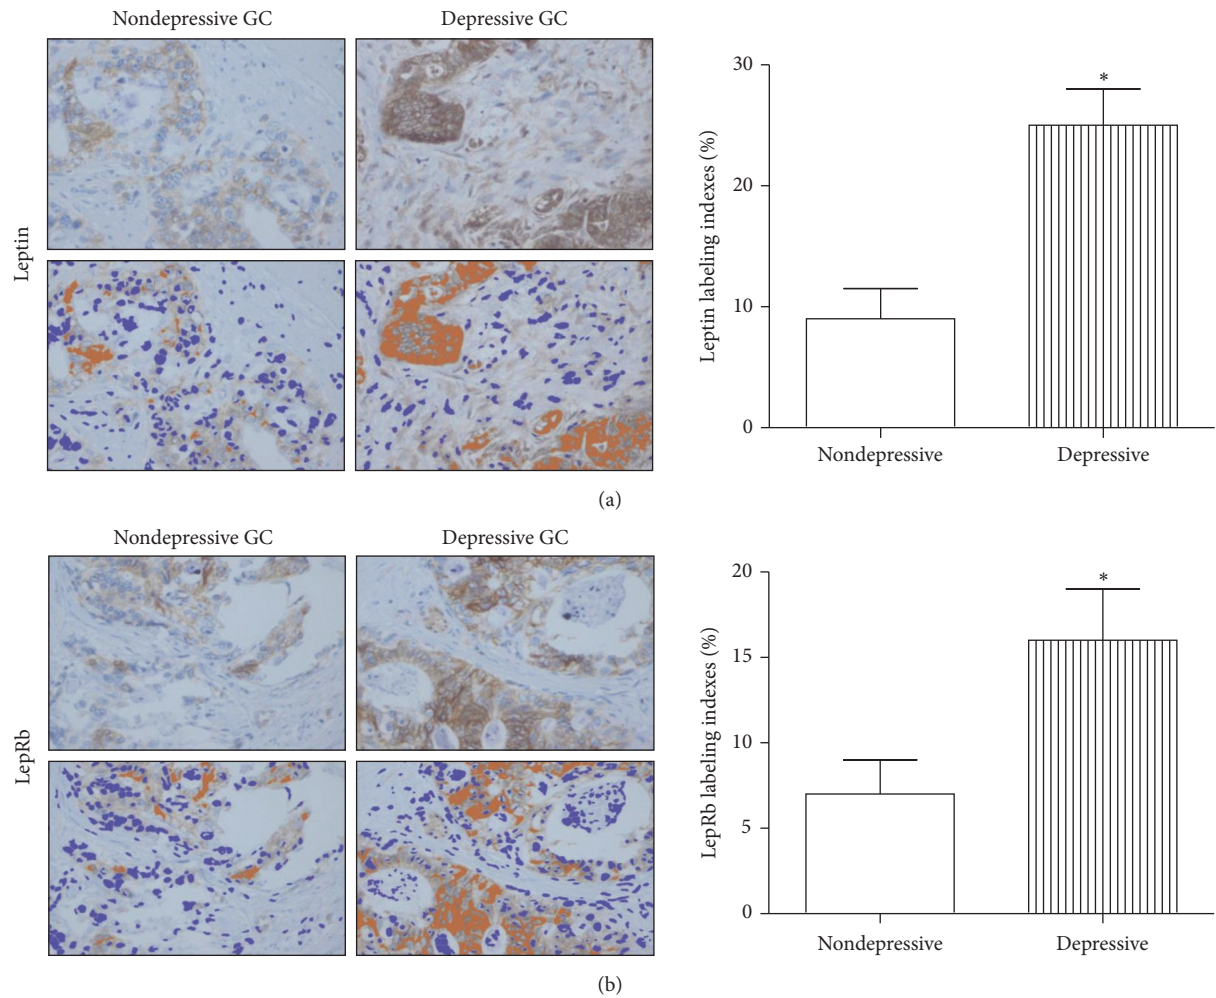 Nondepressive GC
Depressive GC
Leptin
30
20
10
0
Leptin labeling indexes (%)
*
Nondepressive
Depressive
(a)
Nondepressive GC
Depressive GC
LepRb
20
15
10
5
0
LepRb labeling indexes (%)
*
Nondepressive
Depressive
(b)